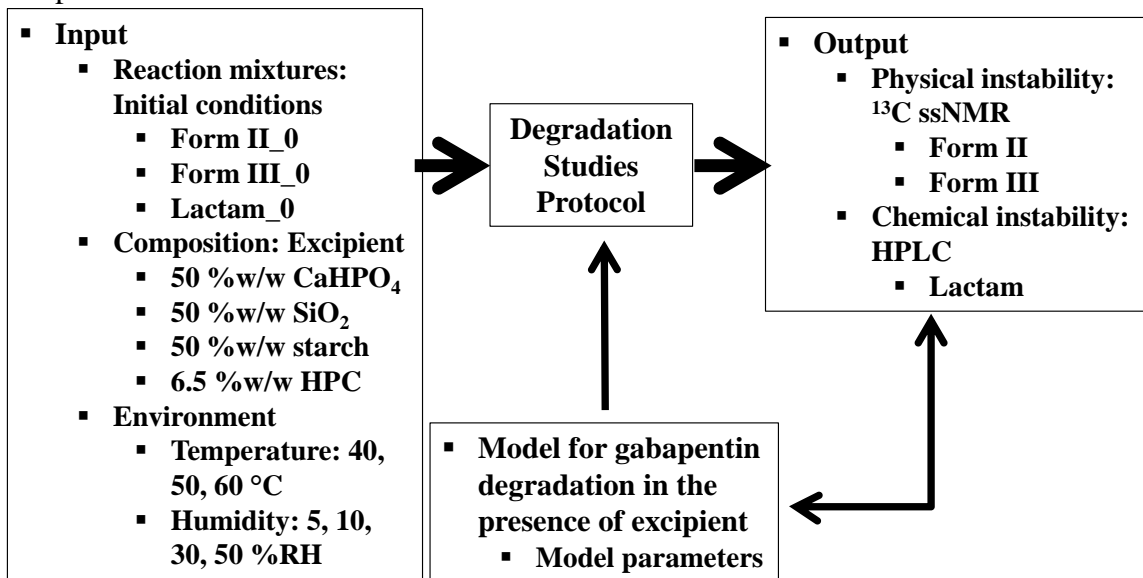 ▪ Input
▪ Reaction mixtures:
Initial conditions
▪ Form II_0
▪ Form III_0
▪ Lactam_0
▪ Composition: Excipient
▪ 50 %w/w CaHPO₄
▪ 50 %w/w SiO₂
▪ 50 %w/w starch
▪ 6.5 %w/w HPC
▪ Environment
▪ Temperature: 40,
50, 60 °C
▪ Humidity: 5, 10,
30, 50 %RH
Degradation
Studies
Protocol
▪ Output
▪ Physical instability:
¹³C ssNMR
▪ Form II
▪ Form III
▪ Chemical instability:
HPLC
▪ Lactam
▪ Model for gabapentin
degradation in the
presence of excipient
▪ Model parameters